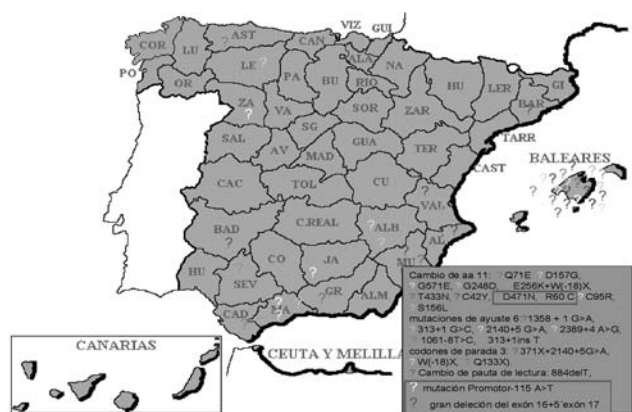 VIZ GUI
COR LU AST CAN
PO LE ALA NA
OR PA BU RIO HU LER GI
ZA VA SOR ZAR BAR
SAL SG TARR
AV GUA TER
MAD CAST BALEARES
CAC TOL CU
VAL
BAD C.REAL ALB AL
HU CO JA MU
SEV GR ALM
CAD MA
CANARIAS
CEUTA Y MELILLA
Cambio de aa 11: ? Q71E ? D157G,
? G571E, ? G248D, E256K+W(-18)X,
? T433N, ? C42Y, D471N, R60 C ? C95R,
? S156L
mutaciones de ajuste 6:?1358 + 1 G>A,
? 313+1 G>C, ? 2140+5 G>A, ? 2389+4 A>G,
? 1061-8T>C, 313+1ins T
codones de parada 3: ? 371X+2140+5G>A,
? W(-18)X, ? Q133X).
? Cambio de pauta de lectura: 884delT,
? mutación Promotor-115 A>T
? gran deleción del exón 16+5´exón 17